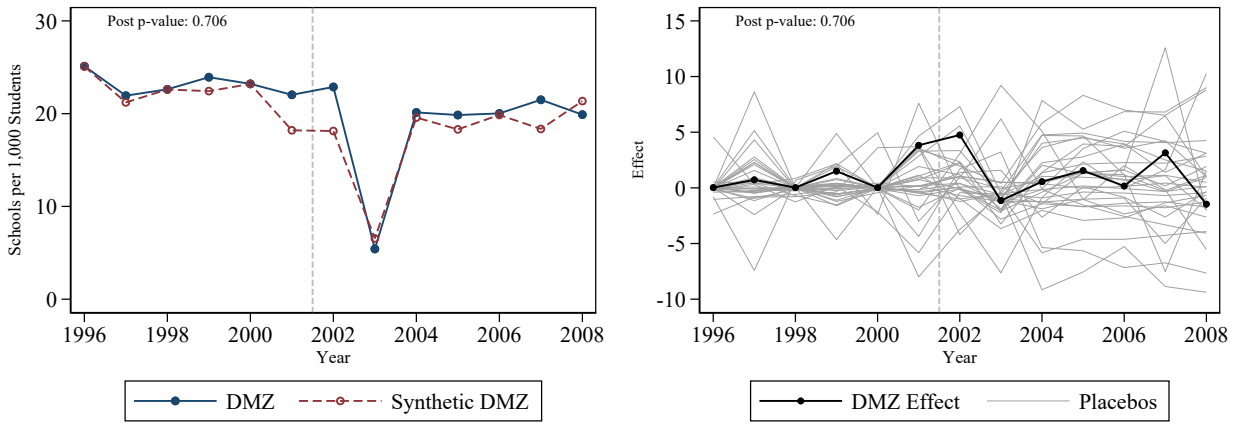 Post p-value: 0.706
30
20
10
0
Schools per 1,000 Students
1996 1998 2000 2002 2004 2006 2008
Year
DMZ Synthetic DMZ
Post p-value: 0.706
15
10
5
0
-5
-10
Effect
1996 1998 2000 2002 2004 2006 2008
Year
DMZ Effect Placebos